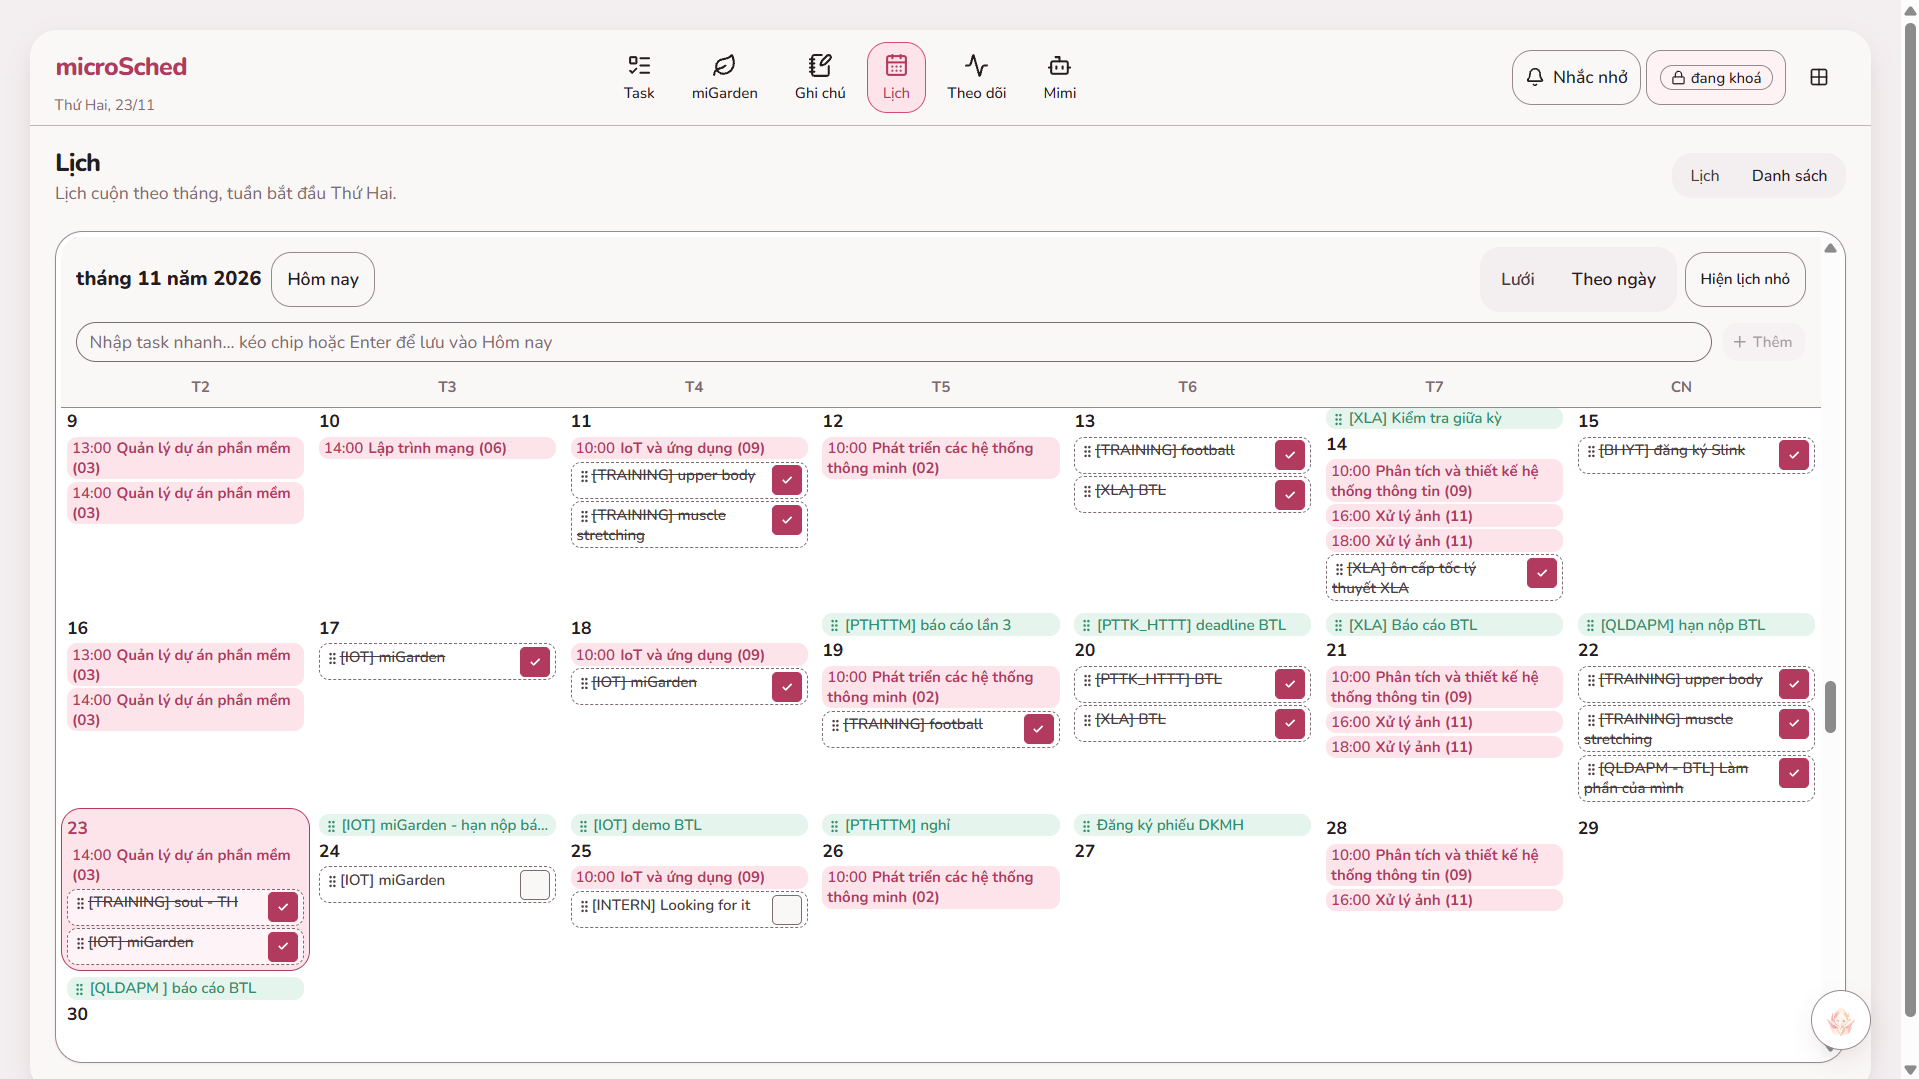 microSched
Thứ Hai, 23/11
Task
miGarden
Ghi chú
Lịch
Theo dõi
Mimi
Nhắc nhở
đang khoá
Lịch
Lịch cuộn theo tháng, tuần bắt đầu Thứ Hai.
Lịch
Danh sách
tháng 11 năm 2026
Hôm nay
Lưới
Theo ngày
Hiện lịch nhỏ
Nhập task nhanh... kéo chip hoặc Enter để lưu vào Hôm nay
+ Thêm
T2
T3
T4
T5
T6
T7
CN
9
13:00 Quản lý dự án phần mềm
(03)
14:00 Quản lý dự án phần mềm
(03)
10
14:00 Lập trình mạng (06)
11
10:00 IoT và ứng dụng (09)
[TRAINING] upper body
[TRAINING] muscle
stretching
12
10:00 Phát triển các hệ thống
thông minh (02)
13
[TRAINING] football
[XLA] BTL
[XLA] Kiểm tra giữa kỳ
14
10:00 Phân tích và thiết kế hệ
thống thông tin (09)
16:00 Xử lý ảnh (11)
18:00 Xử lý ảnh (11)
[XLA] ôn cấp tốc lý
thuyết XLA
15
[BHYT] đăng ký Slink
16
13:00 Quản lý dự án phần mềm
(03)
14:00 Quản lý dự án phần mềm
(03)
17
[IOT] miGarden
18
10:00 IoT và ứng dụng (09)
[IOT] miGarden
[PTHTTM] báo cáo lần 3
19
10:00 Phát triển các hệ thống
thông minh (02)
[TRAINING] football
[PTTK_HTTT] deadline BTL
20
[PTTK_HTTT] BTL
[XLA] BTL
[XLA] Báo cáo BTL
21
10:00 Phân tích và thiết kế hệ
thống thông tin (09)
16:00 Xử lý ảnh (11)
18:00 Xử lý ảnh (11)
[QLDAPM] hạn nộp BTL
22
[TRAINING] upper body
[TRAINING] muscle
stretching
[QLDAPM - BTL] Làm
phần của mình
23
14:00 Quản lý dự án phần mềm
(03)
[TRAINING] soul - TH
[IOT] miGarden
[IOT] miGarden - hạn nộp bá...
24
[IOT] miGarden
[IOT] demo BTL
25
10:00 IoT và ứng dụng (09)
[INTERN] Looking for it
[PTHTTM] nghỉ
26
10:00 Phát triển các hệ thống
thông minh (02)
Đăng ký phiếu DKMH
27
28
10:00 Phân tích và thiết kế hệ
thống thông tin (09)
16:00 Xử lý ảnh (11)
29
[QLDAPM ] báo cáo BTL
30